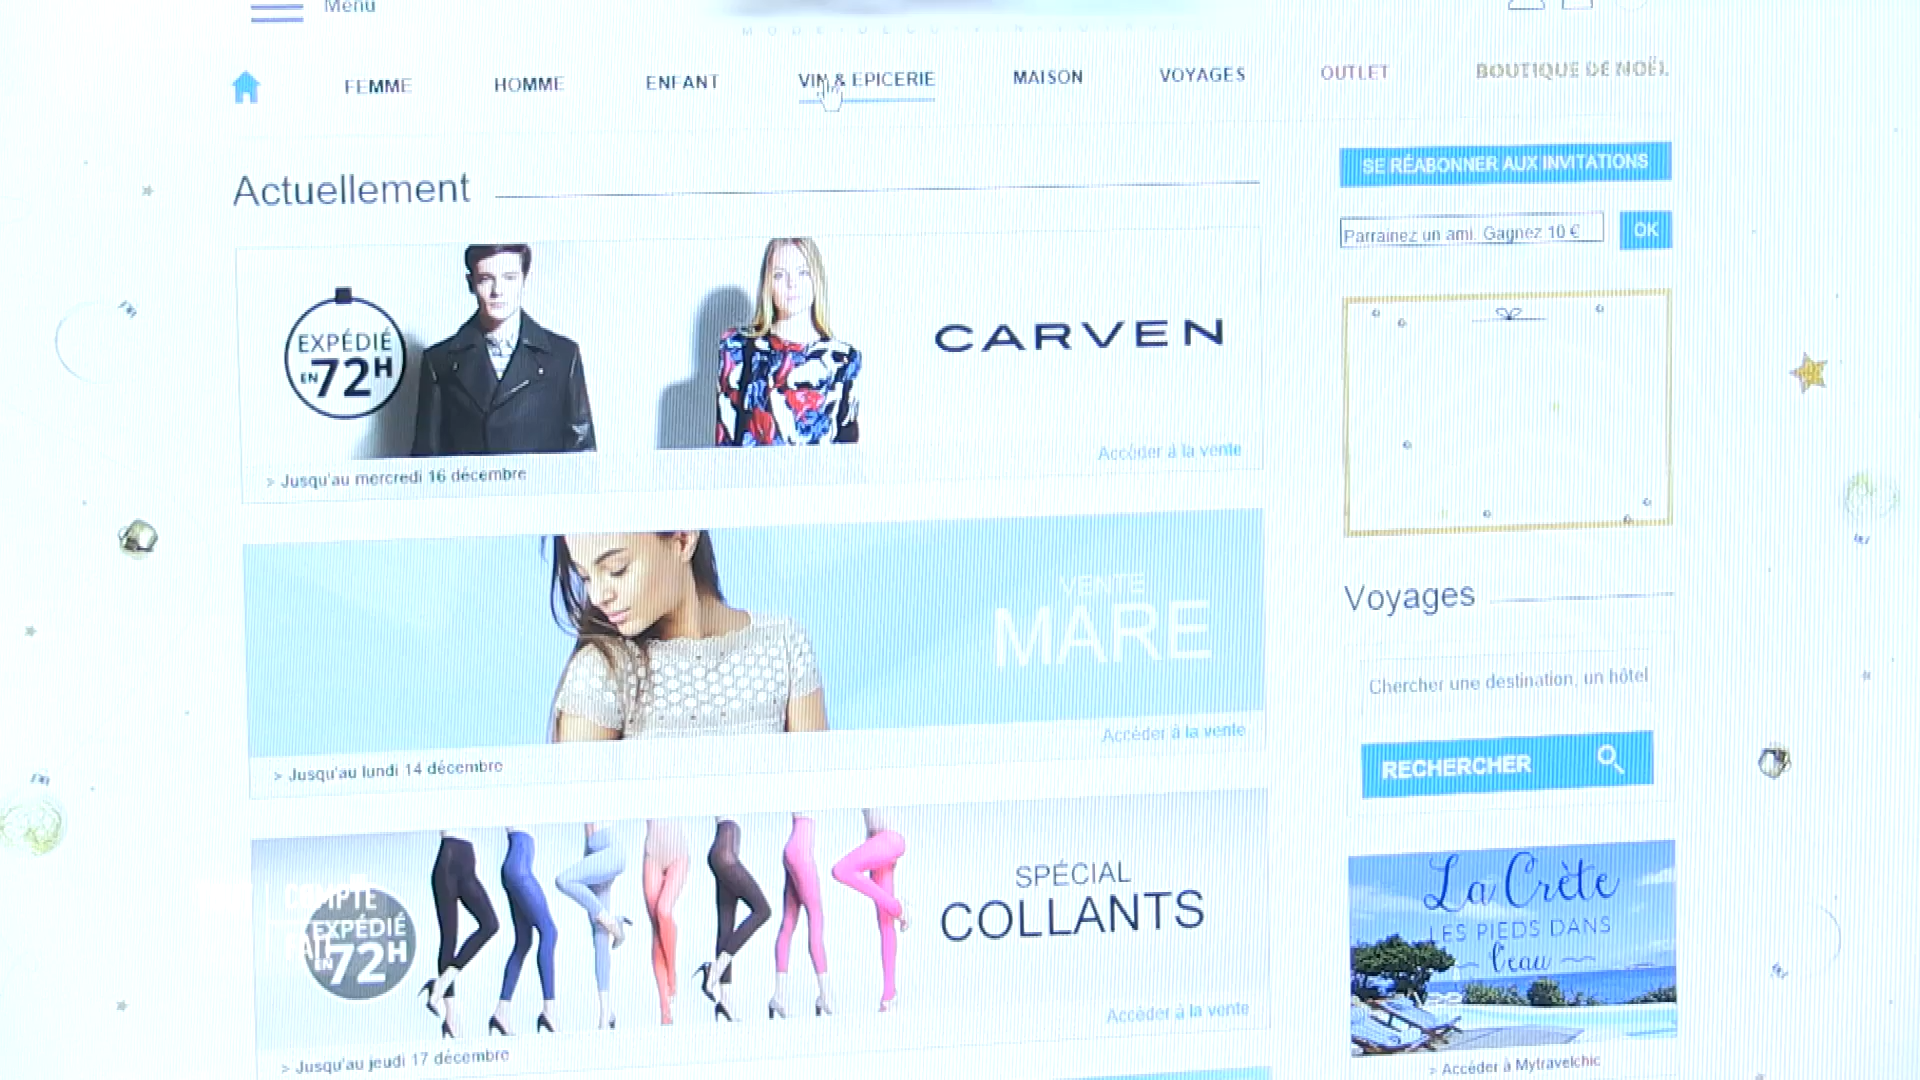 Menu
FEMME
HOMME
ENFANT
VIN & EPICERIE
MAISON
VOYAGES
OUTLET
BOUTIQUE DE NOËL
Actuellement
SE RÉABONNER AUX INVITATIONS
Parrainez un ami. Gagnez 10 €
OK
EXPÉDIÉ
EN 72H
CARVEN
Accéder à la vente
> Jusqu'au mercredi 16 décembre
VENTE
MARE
Accéder à la vente
> Jusqu'au lundi 14 décembre
Voyages
Chercher une destination, un hôtel
RECHERCHER
SPÉCIAL
COLLANTS
COMPTE
EXPÉDIÉ
FAIT
EN 72H
Accéder à la vente
> Jusqu'au jeudi 17 décembre
La Crète
LES PIEDS DANS
l'eau
> Accéder à Mytravelchic